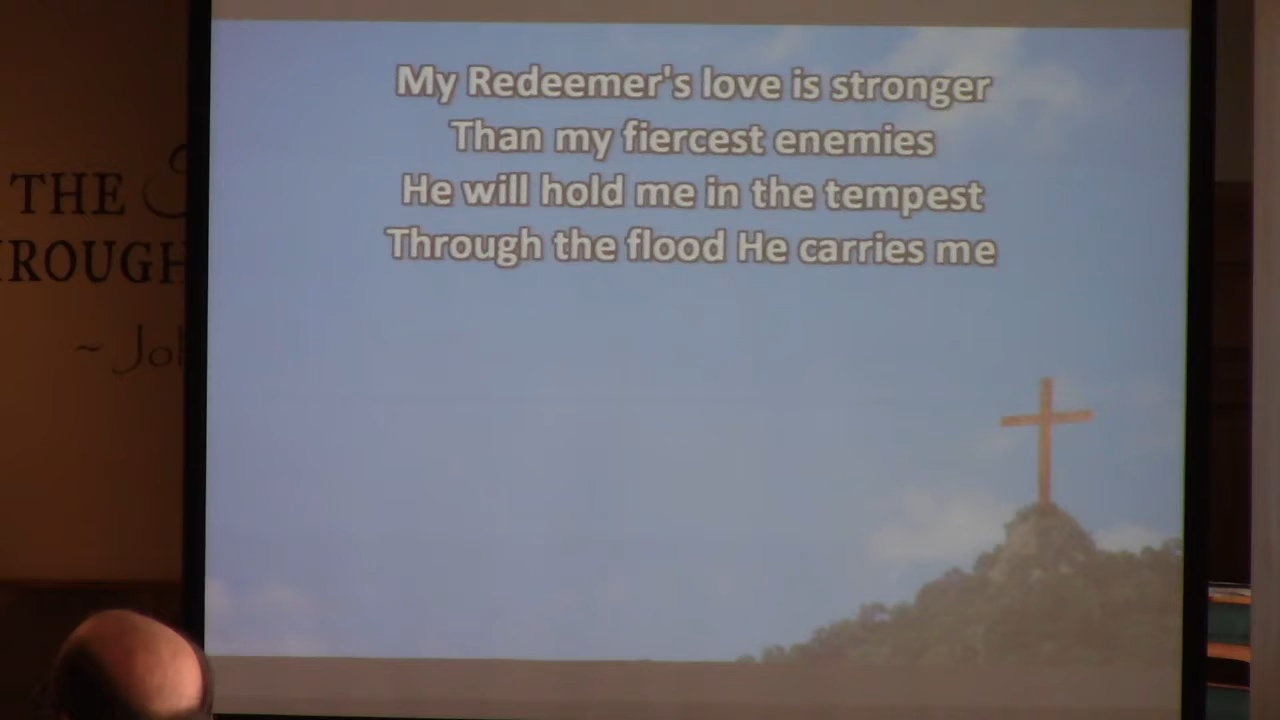 My Redeemer's love is stronger
Than my fiercest enemies
He will hold me in the tempest
Through the flood He carries me
THE